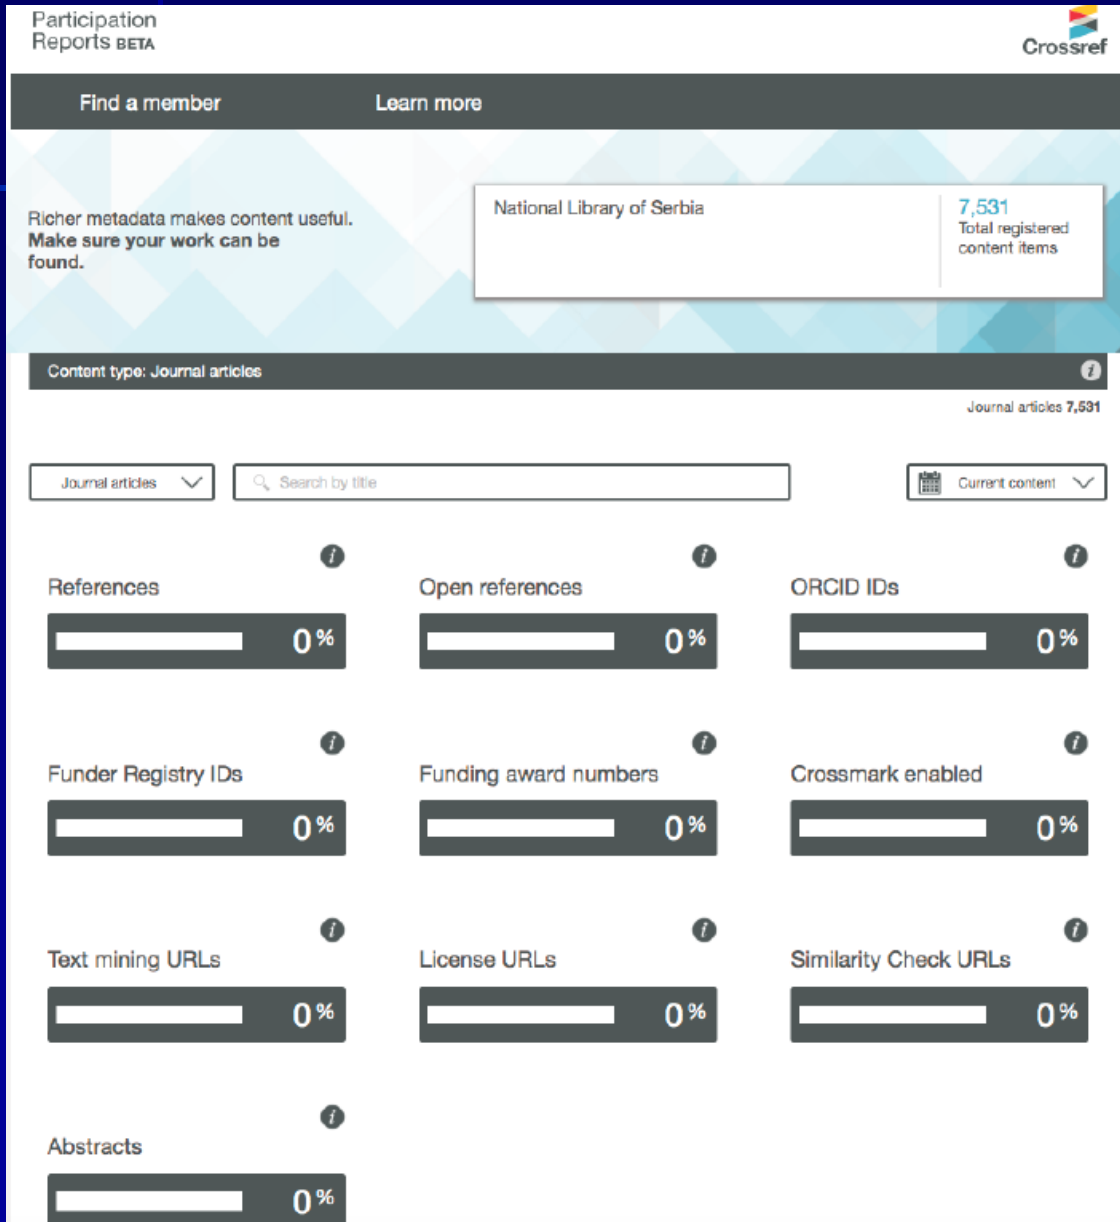 Participation
Reports BETA
Crossref
Find a member
Learn more
Richer metadata makes content useful.
Make sure your work can be
found.
National Library of Serbia
7,531
Total registered
content items
Content type: Journal articles
Journal articles 7,531
Journal articles
Search by title
Current content
References
Open references
ORCID IDs
0%
0%
0%
Funder Registry IDs
Funding award numbers
Crossmark enabled
0%
0%
0%
Text mining URLs
License URLs
Similarity Check URLs
0%
0%
0%
Abstracts
0%